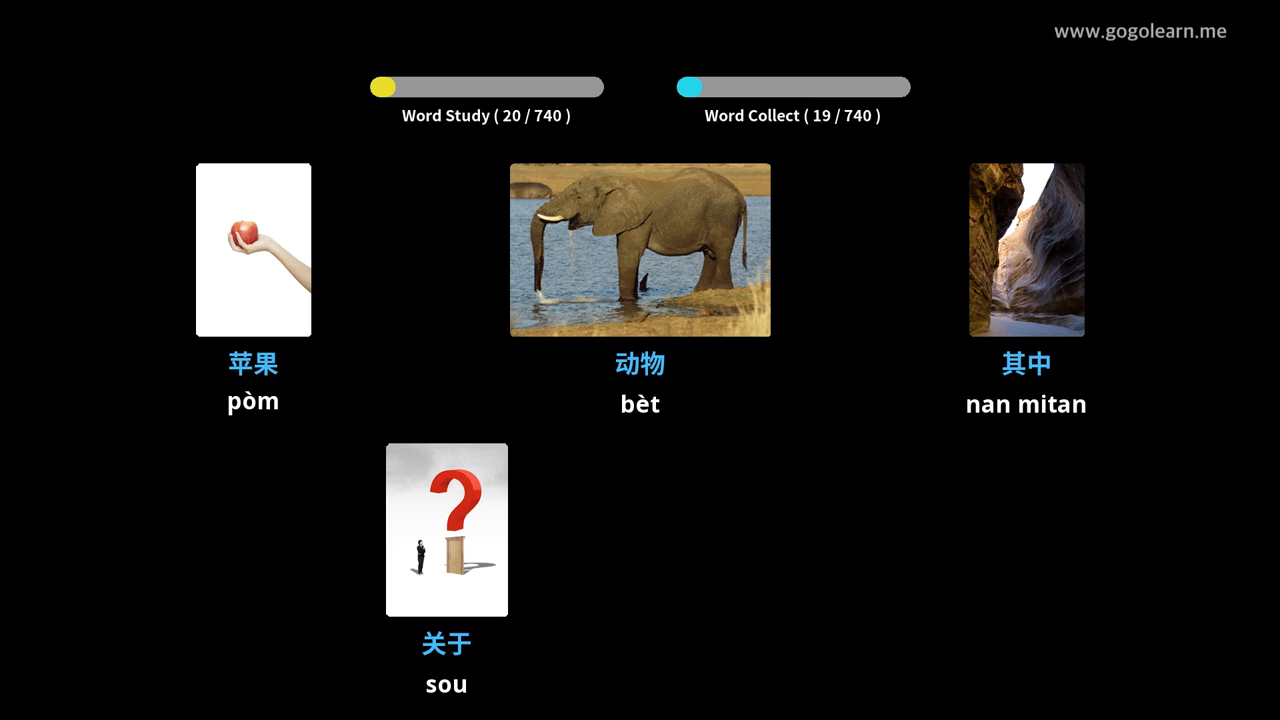 www.gogolearn.me
Word Study ( 20 / 740 )
Word Collect ( 19 / 740 )
苹果
pòm
动物
bèt
其中
nan mitan
关于
sou